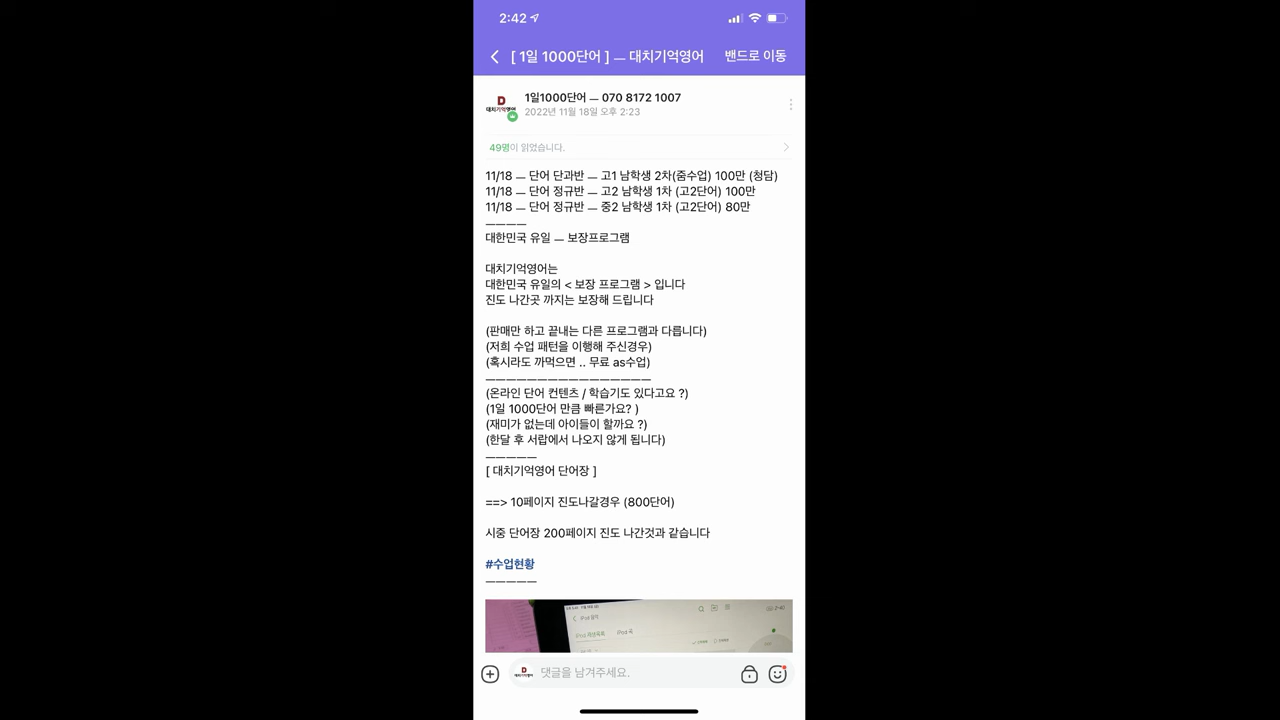 2:42
[ 1일 1000단어 ] ㅡ 대치기억영어
밴드로 이동
D
대치기억영어
1일1000단어 ㅡ 070 8172 1007
2022년 11월 18일 오후 2:23
49명이 읽었습니다.
11/18 ㅡ 단어 단과반 ㅡ 고1 남학생 2차(줌수업) 100만 (청담)
11/18 ㅡ 단어 정규반 ㅡ 고2 남학생 1차 (고2단어) 100만
11/18 ㅡ 단어 정규반 ㅡ 중2 남학생 1차 (고2단어) 80만
ㅡㅡㅡㅡ
대한민국 유일 ㅡ 보장프로그램
대치기억영어는
대한민국 유일의 < 보장 프로그램 > 입니다
진도 나간곳 까지는 보장해 드립니다
(판매만 하고 끝내는 다른 프로그램과 다릅니다)
(저희 수업 패턴을 이행해 주신경우)
(혹시라도 까먹으면 .. 무료 as수업)
ㅡㅡㅡㅡㅡㅡㅡㅡㅡㅡㅡㅡㅡㅡㅡㅡ
(온라인 단어 컨텐츠 / 학습기도 있다고요 ?)
(1일 1000단어 만큼 빠른가요? )
(재미가 없는데 아이들이 할까요 ?)
(한달 후 서랍에서 나오지 않게 됩니다)
ㅡㅡㅡㅡㅡ
[ 대치기억영어 단어장 ]
==> 10페이지 진도나갈경우 (800단어)
시중 단어장 200페이지 진도 나간것과 같습니다
#수업현황
ㅡㅡㅡㅡㅡ
D
대치기억영어
댓글을 남겨주세요.